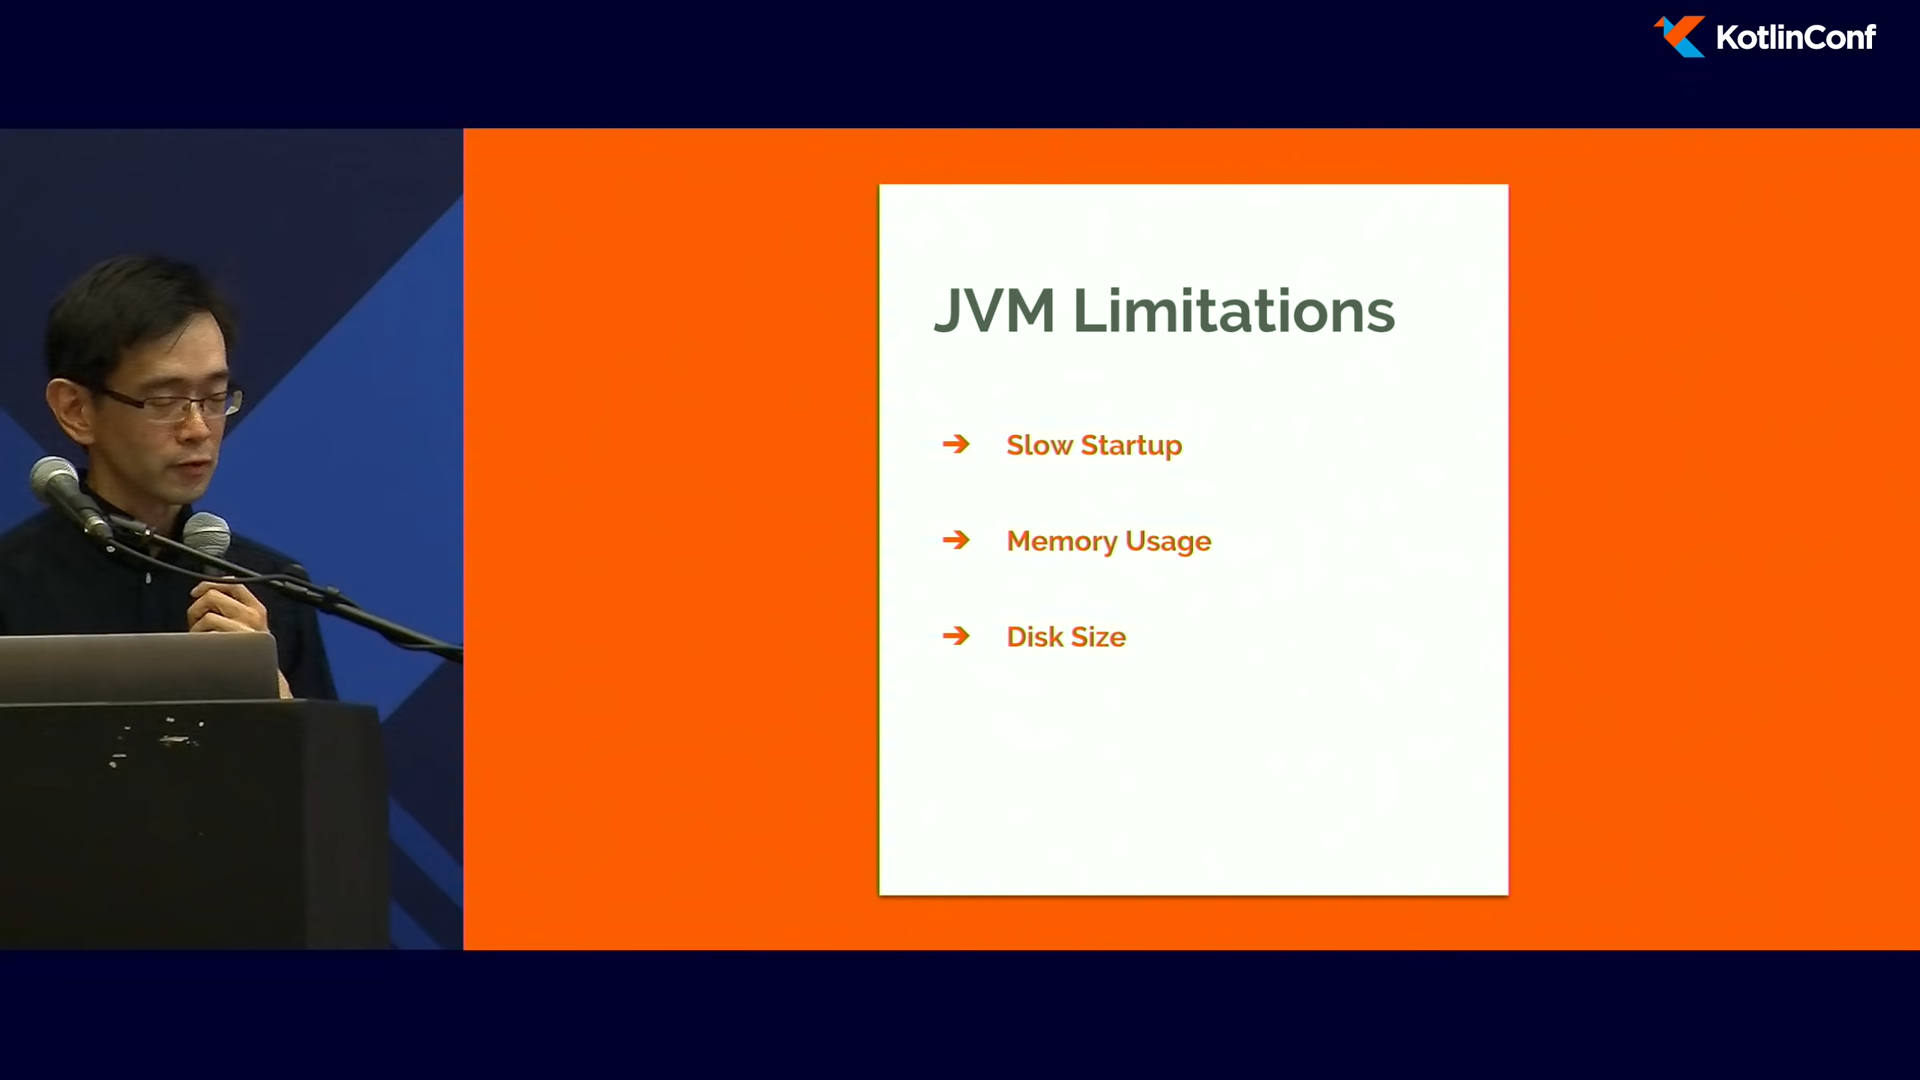 KotlinConf
JVM Limitations
➔ Slow Startup
➔ Memory Usage
➔ Disk Size